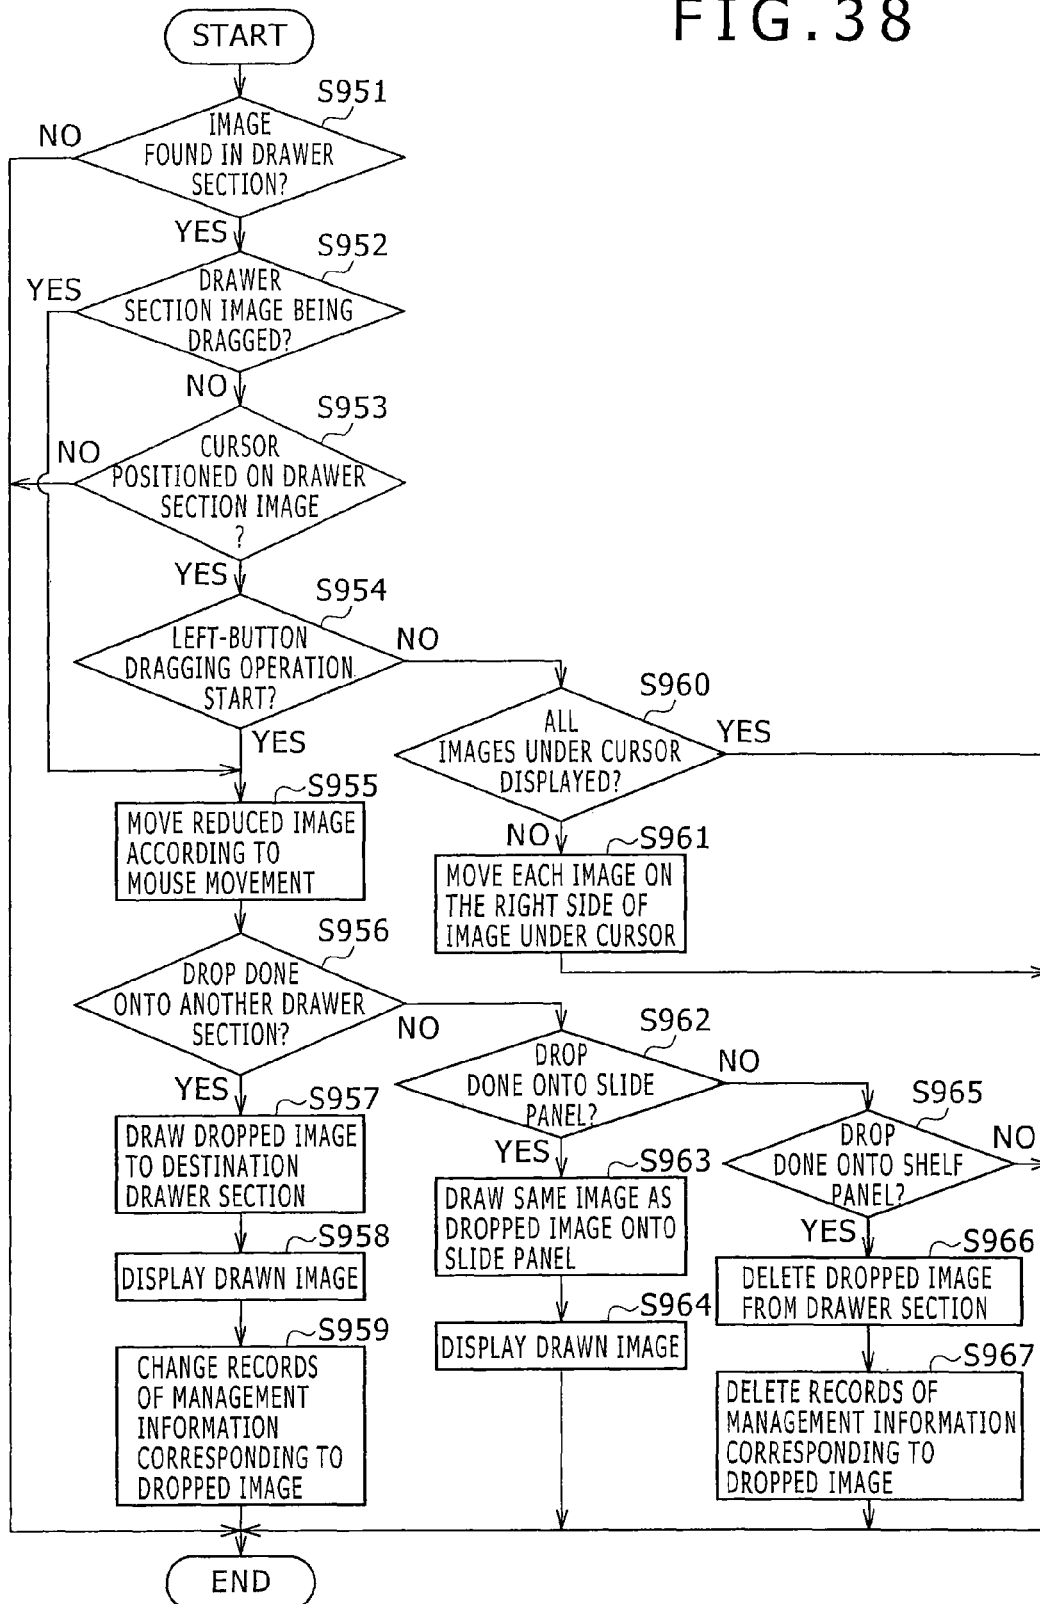 FIG.38
START
S951
IMAGE
FOUND IN DRAWER
SECTION?
NO
YES
S952
DRAWER
SECTION IMAGE BEING
DRAGGED?
YES
NO
S953
CURSOR
POSITIONED ON DRAWER
SECTION IMAGE
?
NO
YES
S954
LEFT-BUTTON
DRAGGING OPERATION
START?
NO
YES
S960
ALL
IMAGES UNDER CURSOR
DISPLAYED?
YES
NO
S955
MOVE REDUCED IMAGE
ACCORDING TO
MOUSE MOVEMENT
S961
MOVE EACH IMAGE ON
THE RIGHT SIDE OF
IMAGE UNDER CURSOR
S956
DROP DONE
ONTO ANOTHER DRAWER
SECTION?
NO
YES
S962
DROP
DONE ONTO SLIDE
PANEL?
NO
YES
S965
DROP
DONE ONTO SHELF
PANEL?
NO
YES
S957
DRAW DROPPED IMAGE
TO DESTINATION
DRAWER SECTION
S963
DRAW SAME IMAGE AS
DROPPED IMAGE ONTO
SLIDE PANEL
S966
DELETE DROPPED IMAGE
FROM DRAWER SECTION
S958
DISPLAY DRAWN IMAGE
S964
DISPLAY DRAWN IMAGE
S959
CHANGE RECORDS
OF MANAGEMENT
INFORMATION
CORRESPONDING TO
DROPPED IMAGE
S967
DELETE RECORDS OF
MANAGEMENT INFORMATION
CORRESPONDING TO
DROPPED IMAGE
END